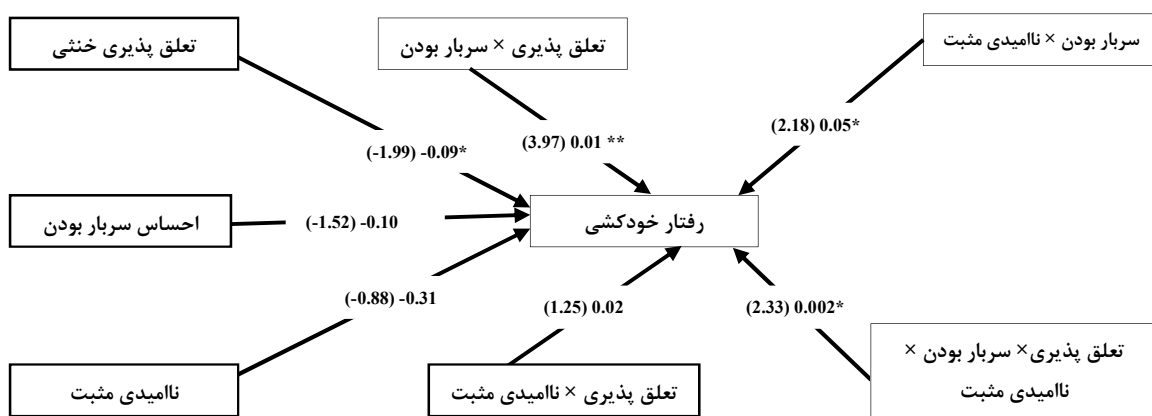 تعلق پذیری خنثی
تعلق پذیری × سربار بودن
سربار بودن × ناامیدی مثبت
(-1.99) -0.09*
(3.97) 0.01 **
(2.18) 0.05*
احساس سربار بودن
(-1.52) -0.10
رفتار خودکشی
(-0.88) -0.31
(1.25) 0.02
(2.33) 0.002*
ناامیدی مثبت
تعلق پذیری × ناامیدی مثبت
تعلق پذیری× سربار بودن ×
ناامیدی مثبت